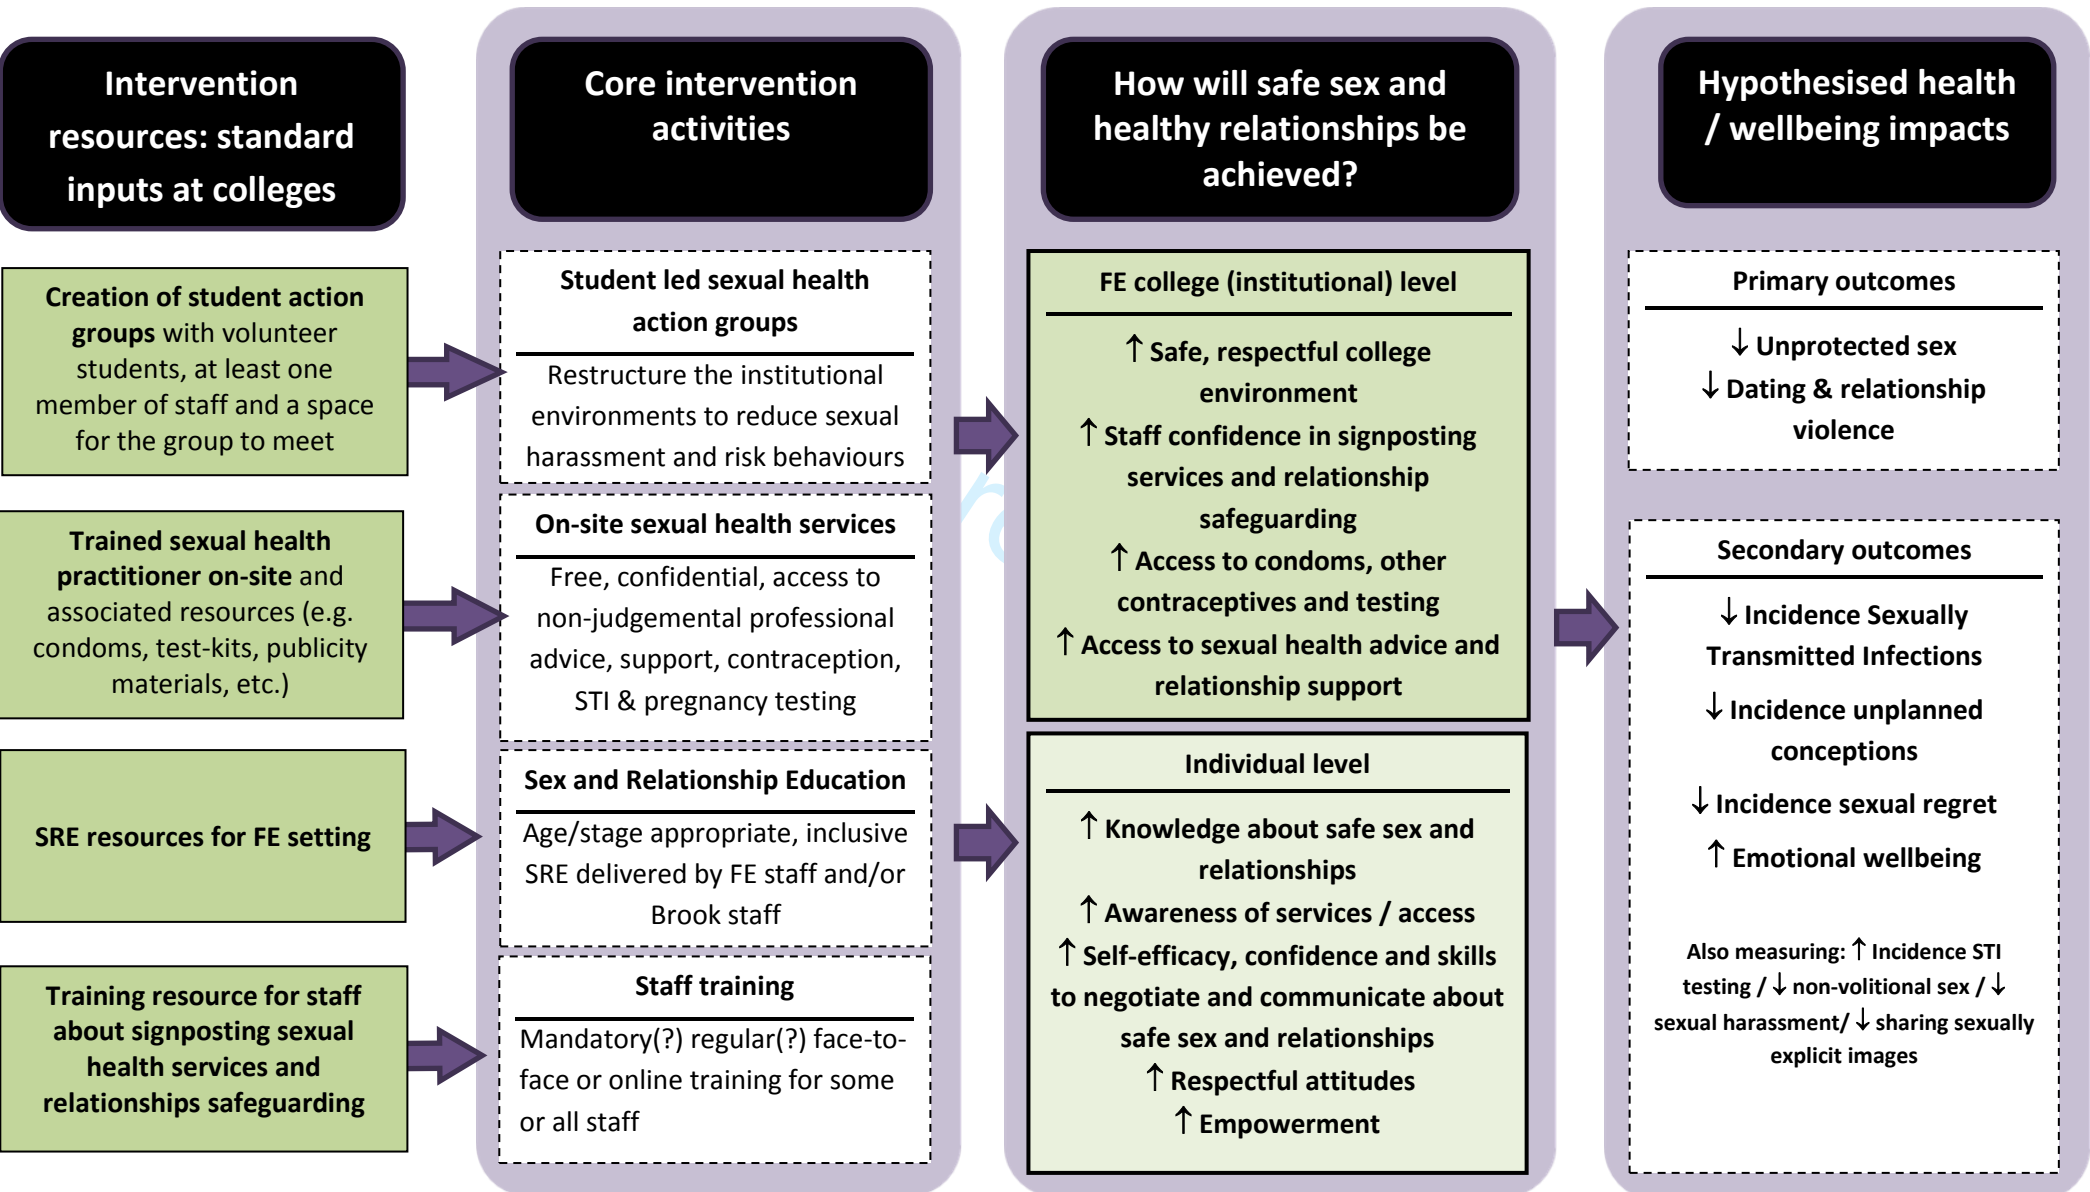 Intervention
resources: standard
inputs at colleges
Creation of student action
groups with volunteer
students, at least one
member of staff and a space
for the group to meet
Trained sexual health
practitioner on-site and
associated resources (e.g.
condoms, test-kits, publicity
materials, etc.)
SRE resources for FE setting
Training resource for staff
about signposting sexual
health services and
relationships safeguarding
Core intervention
activities
Student led sexual health
action groups
Restructure the institutional
environments to reduce sexual
harassment and risk behaviours
On-site sexual health services
Free, confidential, access to
non-judgemental professional
advice, support, contraception,
STI & pregnancy testing
Sex and Relationship Education
Age/stage appropriate, inclusive
SRE delivered by FE staff and/or
Brook staff
Staff training
Mandatory(?) regular(?) face-to-
face or online training for some
or all staff
How will safe sex and
healthy relationships be
achieved?
FE college (institutional) level
↑ Safe, respectful college
environment
↑ Staff confidence in signposting
services and relationship
safeguarding
↑ Access to condoms, other
contraceptives and testing
↑ Access to sexual health advice and
relationship support
Individual level
↑ Knowledge about safe sex and
relationships
↑ Awareness of services / access
↑ Self-efficacy, confidence and skills
to negotiate and communicate about
safe sex and relationships
↑ Respectful attitudes
↑ Empowerment
Hypothesised health
/ wellbeing impacts
Primary outcomes
↓ Unprotected sex
↓ Dating & relationship
violence
Secondary outcomes
↓ Incidence Sexually
Transmitted Infections
↓ Incidence unplanned
conceptions
↓ Incidence sexual regret
↑ Emotional wellbeing
Also measuring: ↑ Incidence STI
testing / ↓ non-volitional sex / ↓
sexual harassment/ ↓ sharing sexually
explicit images